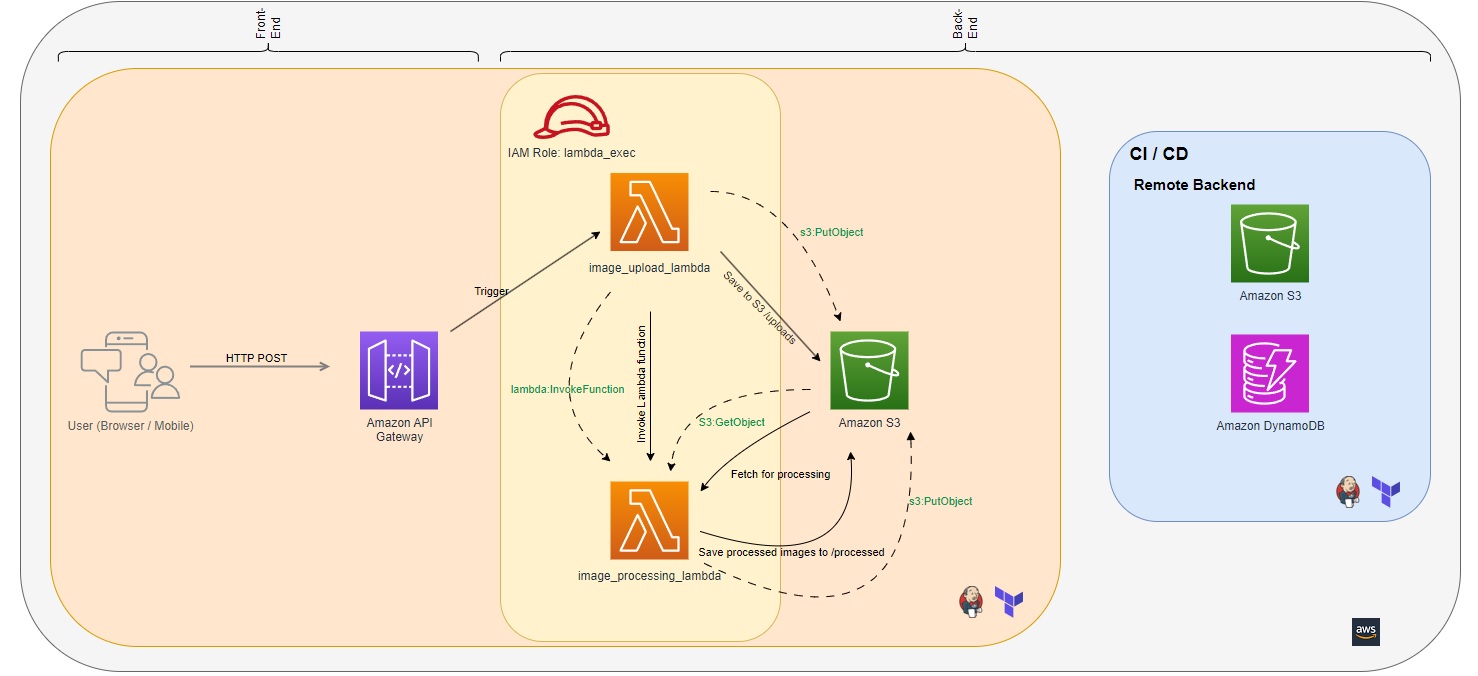 Front-
End
Back-
End
IAM Role: lambda_exec
CI / CD
Remote Backend
image_upload_lambda
s3:PutObject
Trigger
Save to S3 /uploads
Amazon S3
HTTP POST
Invoke Lambda function
lambda:InvokeFunction
User (Browser / Mobile)
Amazon API
Gateway
S3:GetObject
Amazon S3
Amazon DynamoDB
Fetch for processing
s3:PutObject
Save processed images to /processed
image_processing_lambda
aws